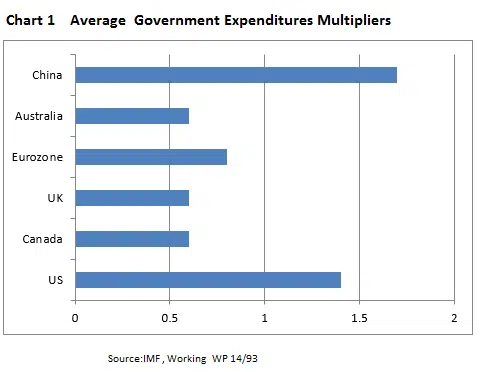 Chart 1 Average Government Expenditures Multipliers
China
Australia
Eurozone
UK
Canada
US
0 0.5 1 1.5 2
Source:IMF , Working WP 14/93